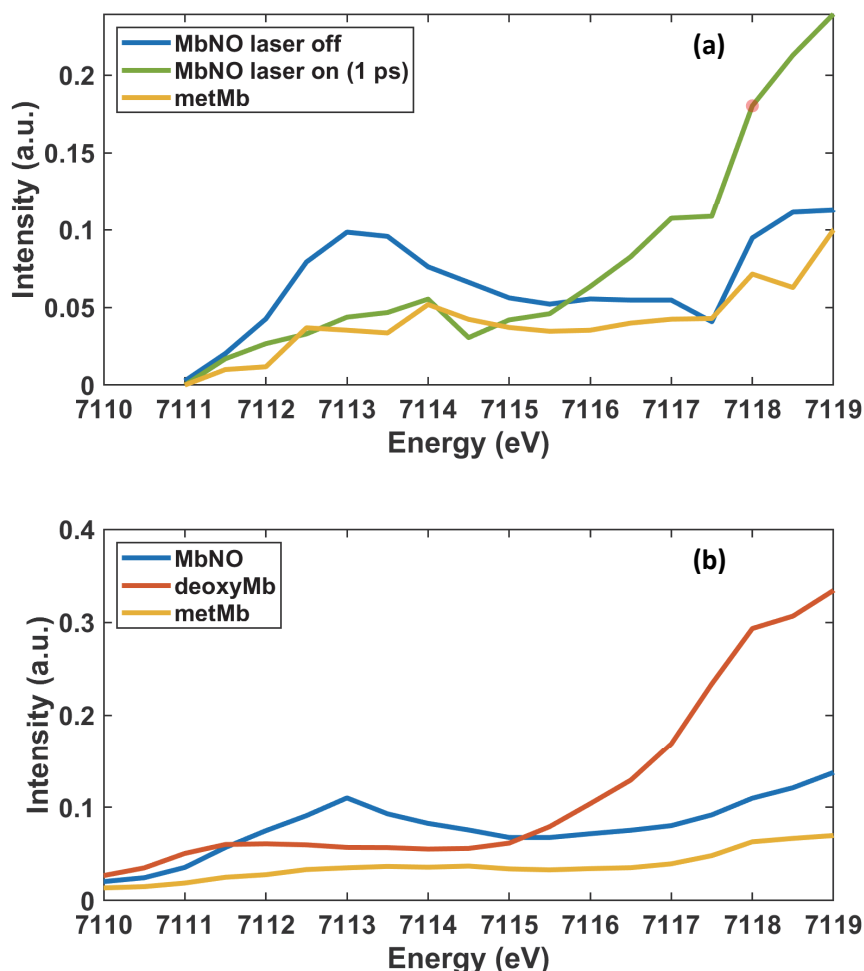 (a)
MbNO laser off
MbNO laser on (1 ps)
metMb
Intensity (a.u.)
0.2
0.15
0.1
0.05
0
7110 7111 7112 7113 7114 7115 7116 7117 7118 7119
Energy (eV)
(b)
MbNO
deoxyMb
metMb
Intensity (a.u.)
0.4
0.3
0.2
0.1
0
7110 7111 7112 7113 7114 7115 7116 7117 7118 7119
Energy (eV)